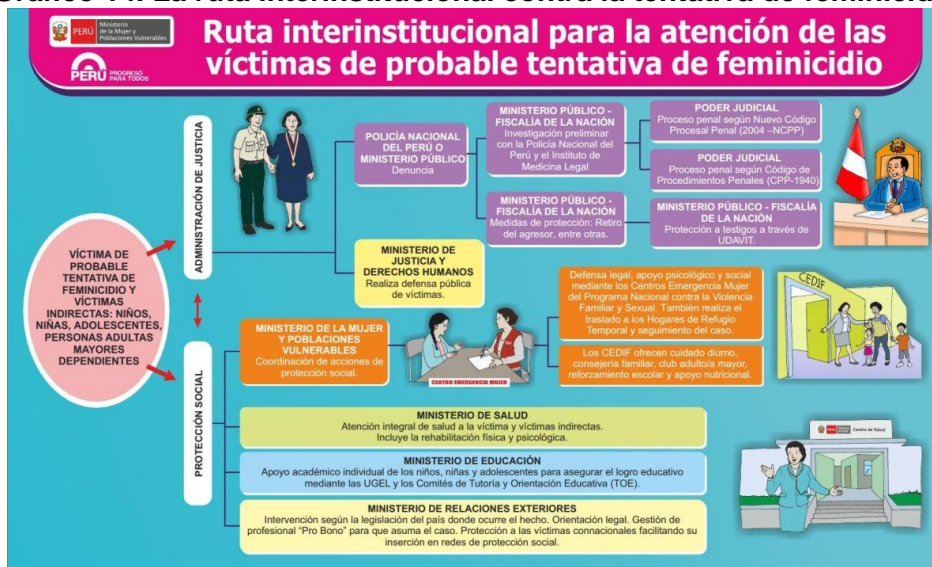 PERÚ
Ministerio
de la Mujer y
Poblaciones Vulnerables
PERÚ PROGRESO
PARA TODOS
Ruta interinstitucional para la atención de las
víctimas de probable tentativa de feminicidio
VÍCTIMA DE
PROBABLE
TENTATIVA DE
FEMINICIDIO Y
VÍCTIMAS
INDIRECTAS: NIÑOS,
NIÑAS, ADOLESCENTES,
PERSONAS ADULTAS
MAYORES
DEPENDIENTES
ADMINISTRACIÓN DE JUSTICIA
POLICÍA NACIONAL
DEL PERÚ O
MINISTERIO PÚBLICO
Denuncia
MINISTERIO PÚBLICO -
FISCALÍA DE LA NACIÓN
Investigación preliminar
con la Policía Nacional del
Perú y el Instituto de
Medicina Legal
PODER JUDICIAL
Proceso penal según Nuevo Código
Procesal Penal (2004 –NCPP)
PODER JUDICIAL
Proceso penal según Código de
Procedimientos Penales (CPP-1940)
MINISTERIO PÚBLICO -
FISCALÍA DE LA NACIÓN
Medidas de protección: Retiro
del agresor, entre otras.
MINISTERIO PÚBLICO - FISCALÍA
DE LA NACIÓN
Protección a testigos a través de
UDAVIT.
MINISTERIO DE
JUSTICIA Y
DERECHOS HUMANOS
Realiza defensa pública
de víctimas.
PROTECCIÓN SOCIAL
MINISTERIO DE LA MUJER
Y POBLACIONES
VULNERABLES
Coordinación de acciones de
protección social.
CENTRO EMERGENCIA MUJER
Defensa legal, apoyo psicológico y social
mediante los Centros Emergencia Mujer
del Programa Nacional contra la Violencia
Familiar y Sexual. También realiza el
traslado a los Hogares de Refugio
Temporal y seguimiento del caso.
Los CEDIF ofrecen cuidado diurno,
consejería familiar, club adulto/a mayor,
reforzamiento escolar y apoyo nutricional.
CEDIF
MINISTERIO DE SALUD
Atención integral de salud a la víctima y víctimas indirectas.
Incluye la rehabilitación física y psicológica.
MINISTERIO DE EDUCACIÓN
Apoyo académico individual de los niños, niñas y adolescentes para asegurar el logro educativo
mediante las UGEL y los Comités de Tutoría y Orientación Educativa (TOE).
MINISTERIO DE RELACIONES EXTERIORES
Intervención según la legislación del país donde ocurre el hecho. Orientación legal. Gestión de
profesional “Pro Bono” para que asuma el caso. Protección a las víctimas connacionales facilitando su
inserción en redes de protección social.
Centro de Salud